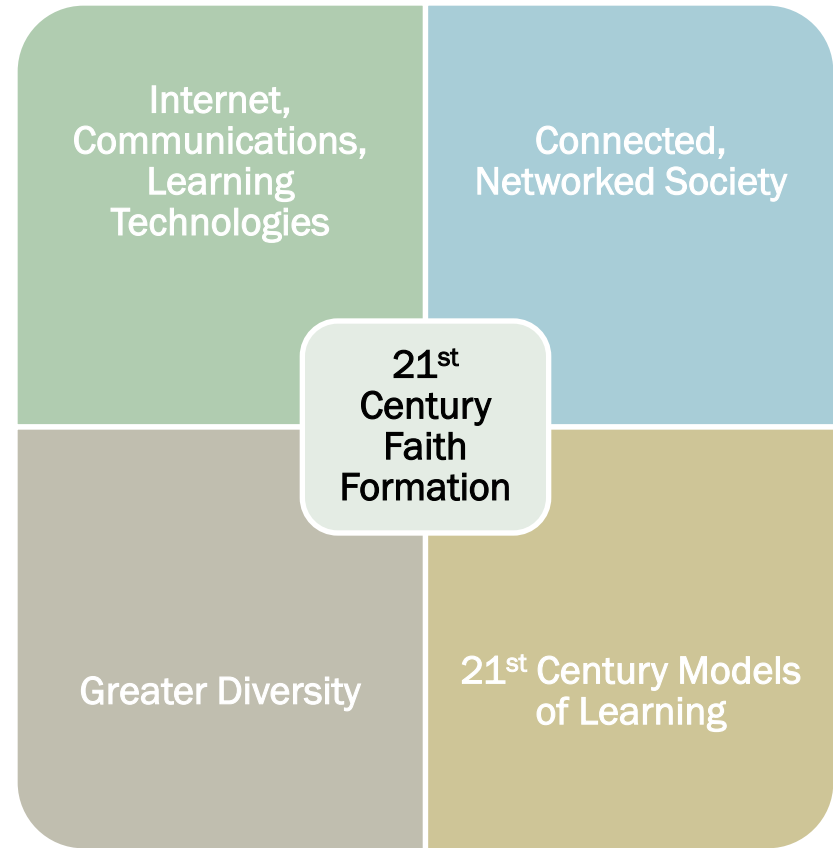 Internet,
Communications,
Learning
Technologies
Connected,
Networked Society
21st
Century
Faith
Formation
Greater Diversity
21st Century Models
of Learning